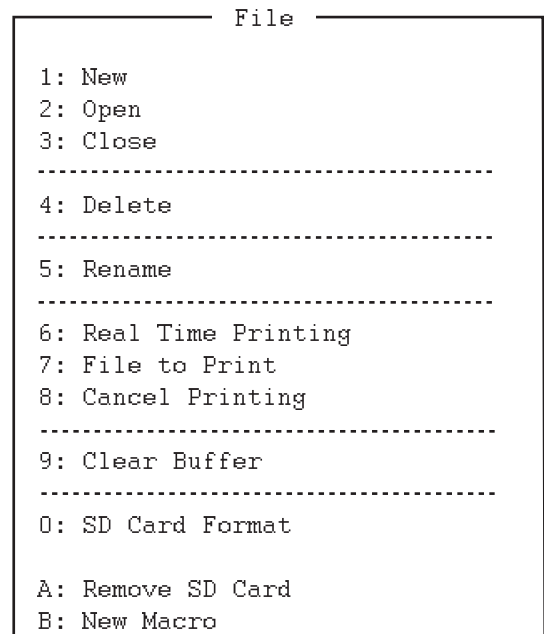 File
1: New
2: Open
3: Close
4: Delete
5: Rename
6: Real Time Printing
7: File to Print
8: Cancel Printing
9: Clear Buffer
0: SD Card Format
A: Remove SD Card
B: New Macro